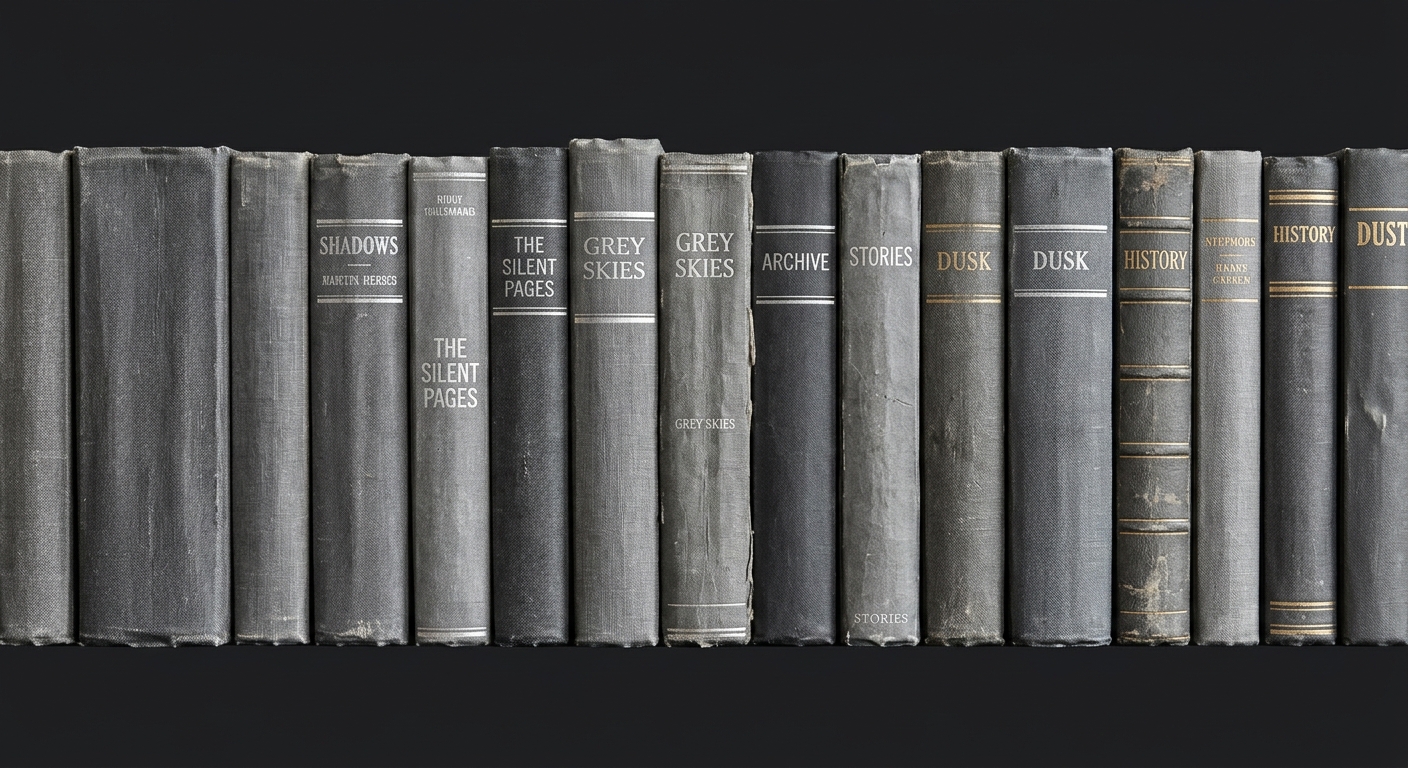 SHADOWS
THE
SILENT
PAGES
THE
SILENT
PAGES
GREY
SKIES
GREY
SKIES
GREY SKIES
ARCHIVE
STORIES
STORIES
DUSK
DUSK
HISTORY
HISTORY
DUST